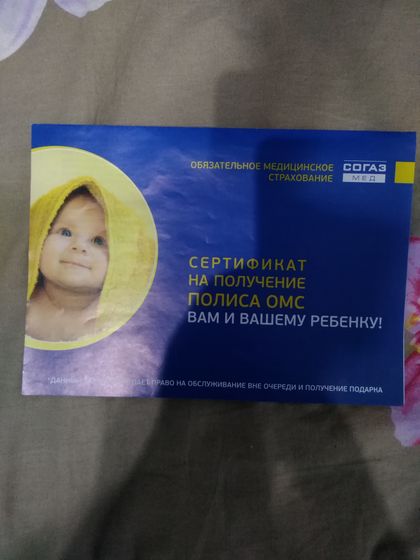 ОБЯЗАТЕЛЬНОЕ МЕДИЦИНСКОЕ
СТРАХОВАНИЕ
СОГАЗ
МЕД
СЕРТИФИКАТ
НА ПОЛУЧЕНИЕ
ПОЛИСА ОМС
ВАМ И ВАШЕМУ РЕБЕНКУ!
ПРАВО НА ОБСЛУЖИВАНИЕ ВНЕ ОЧЕРЕДИ И ПОЛУЧЕНИЕ ПОДАРКА